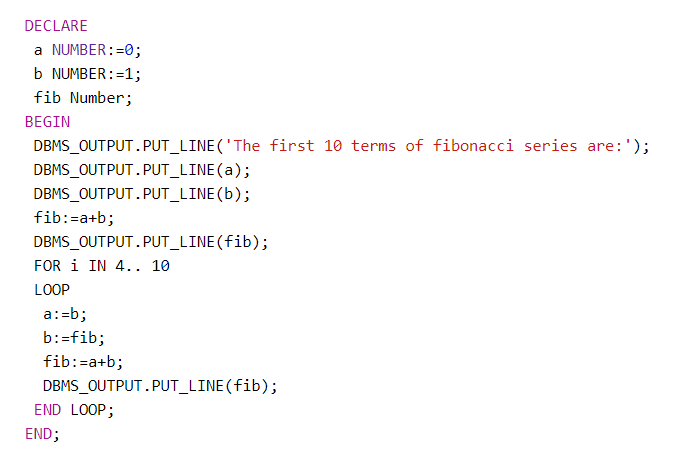 DECLARE
a NUMBER:=0;
b NUMBER:=1;
fib Number;
BEGIN
DBMS_OUTPUT.PUT_LINE('The first 10 terms of fibonacci series are:');
DBMS_OUTPUT.PUT_LINE(a);
DBMS_OUTPUT.PUT_LINE(b);
fib:=a+b;
DBMS_OUTPUT.PUT_LINE(fib);
FOR i IN 4.. 10
LOOP
a:=b;
b:=fib;
fib:=a+b;
DBMS_OUTPUT.PUT_LINE(fib);
END LOOP;
END;